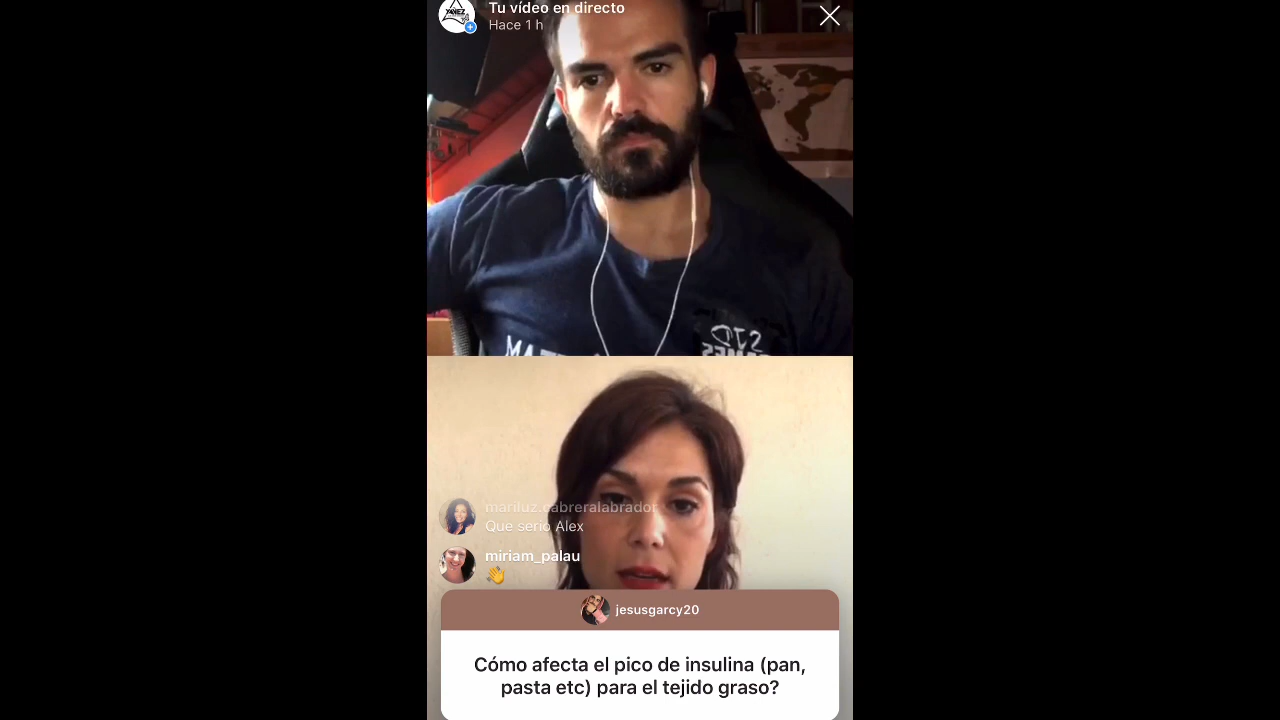 YAÑEZ
Tu vídeo en directo
Hace 1 h
mariluz.cabreralabrador
Que serio Alex
miriam_palau
👏
jesusgarcy20
Cómo afecta el pico de insulina (pan,
pasta etc) para el tejido graso?